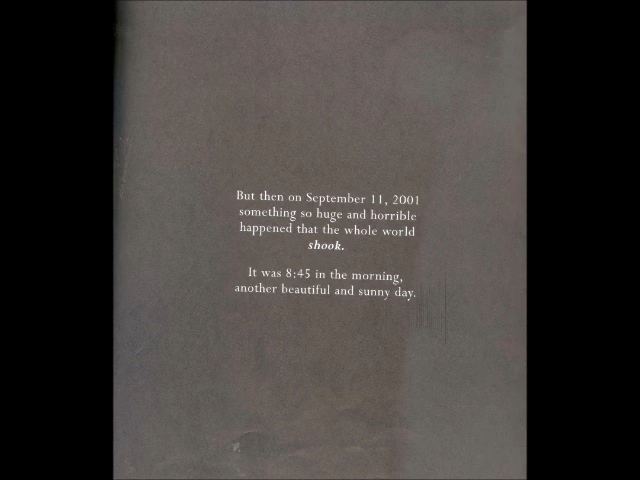 But then on September 11, 2001
something so huge and horrible
happened that the whole world
shook.
It was 8:45 in the morning,
another beautiful and sunny day.